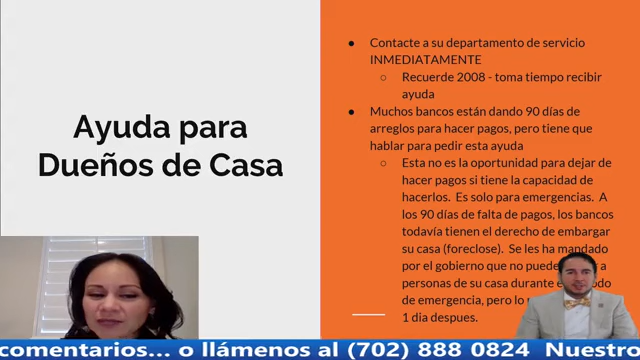 Ayuda para
Dueños de Casa
● Contacte a su departamento de servicio
INMEDIATAMENTE
○ Recuerde 2008 - toma tiempo recibir
ayuda
● Muchos bancos están dando 90 días de
arreglos para hacer pagos, pero tiene que
hablar para pedir esta ayuda
○ Esta no es la oportunidad para dejar de
hacer pagos si tiene la capacidad de
hacerlos. Es solo para emergencias. A
los 90 días de falta de pagos, los bancos
todavía tienen el derecho de embargar
su casa (foreclose). Se les ha mandado
por el gobierno que no pueden a
personas de su casa durante
de emergencia, pero lo
1 dia despues.
comentarios... o llámenos al (702) 888 0824 Nuestro